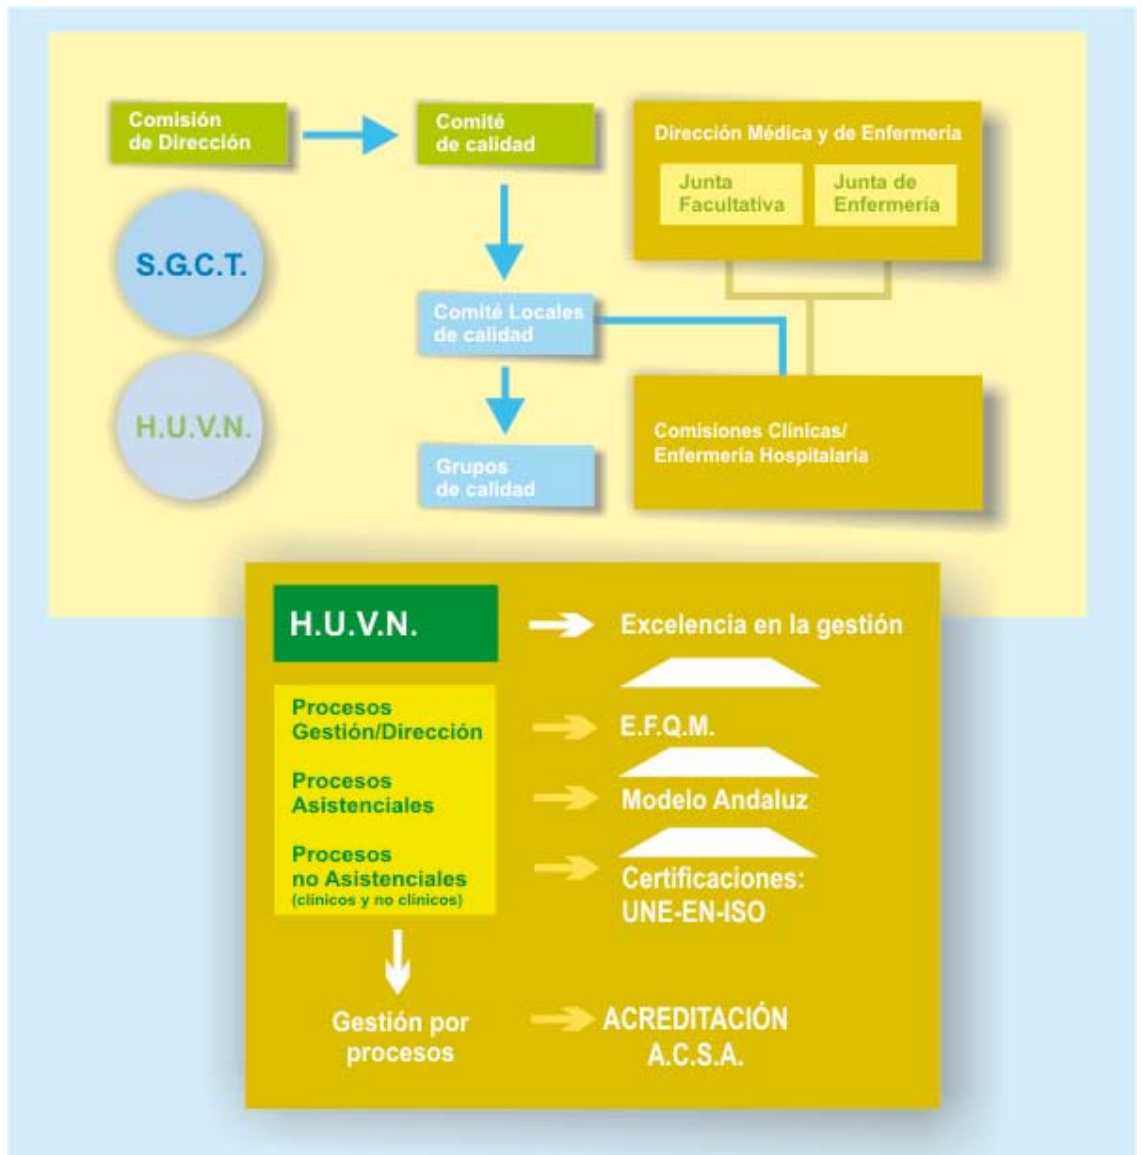 Comisión
de Dirección
Comité
de calidad
Dirección Médica y de Enfermería
Junta
Facultativa
Junta de
Enfermería
S.G.C.T.
Comité Locales
de calidad
H.U.V.N.
Comisiones Clínicas/
Enfermería Hospitalaria
Grupos
de calidad
H.U.V.N.
Excelencia en la gestión
Procesos
Gestión/Dirección
E.F.Q.M.
Procesos
Asistenciales
Modelo Andaluz
Procesos
no Asistenciales
(clínicos y no clínicos)
Certificaciones:
UNE-EN-ISO
Gestión por
procesos
ACREDITACIÓN
A.C.S.A.